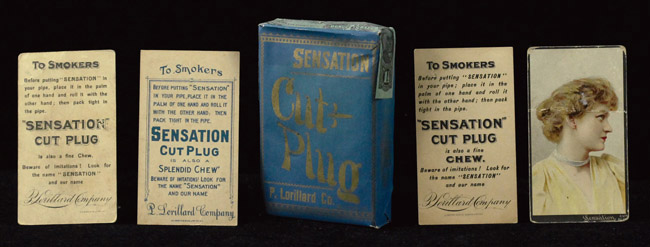 To Smokers
Before putting "SENSATION" in
your pipe, place it in the palm
of one hand and roll it with the
other hand; then pack tight in
the pipe.
"SENSATION"
CUT PLUG
is also a fine Chew.
Beware of imitations! Look for
the name "SENSATION"
and our name
P. Lorillard Company
To Smokers
BEFORE PUTTING "SENSATION"
IN YOUR PIPE, PLACE IT IN THE
PALM OF ONE HAND AND ROLL IT
WITH THE OTHER HAND; THEN
PACK TIGHT IN THE PIPE.
SENSATION
CUT PLUG
IS ALSO A
SPLENDID CHEW
BEWARE OF IMITATIONS! LOOK FOR
THE NAME "SENSATION"
AND OUR NAME
P. Lorillard Company
SENSATION
Cut
Plug
P. Lorillard Co.
To Smokers
Before putting "SENSATION"
in your pipe; place it in the
palm of one hand and roll it
with the other hand; then pack
tight in the pipe.
"SENSATION"
CUT PLUG
is also a fine
CHEW.
Beware of imitations! Look for
the name "SENSATION"
and our name
P. Lorillard Company
Sensation